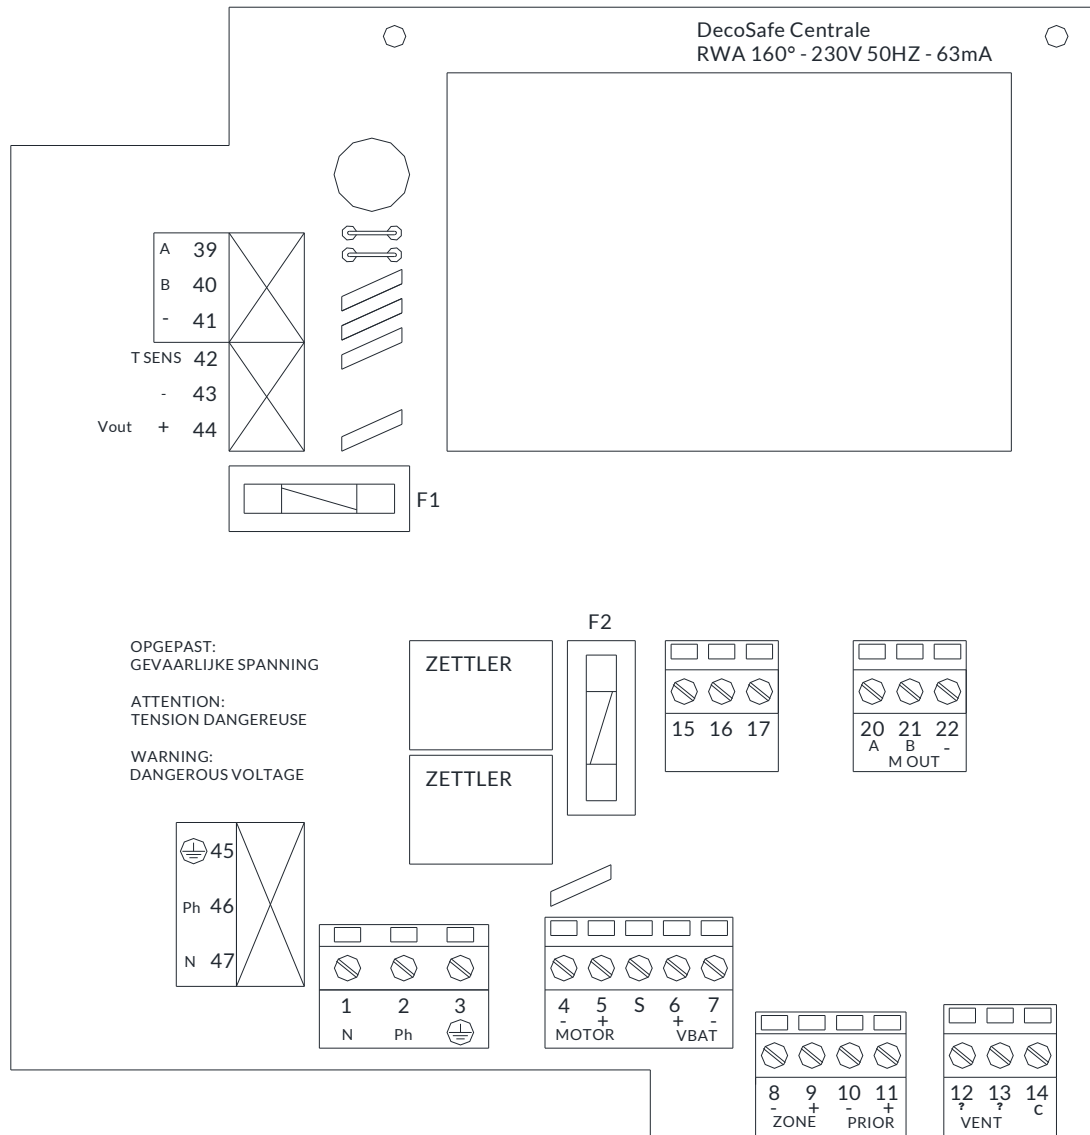 DecoSafe Centrale
RWA 160° - 230V 50HZ - 63mA
A 39
B 40
- 41
T SENS 42
- 43
Vout + 44
F1
F2
OPGEPAST:
GEVAARLIJKE SPANNING
ATTENTION:
TENSION DANGEREUSE
WARNING:
DANGEROUS VOLTAGE
ZETTLER
ZETTLER
15 16 17
20 21 22
A B -
M OUT
45
Ph 46
N 47
1 2 3
N Ph
4 5 S 6 7
- + + -
MOTOR VBAT
8 9 10 11
- + - +
ZONE PRIOR
12 13 14
? ? C
VENT